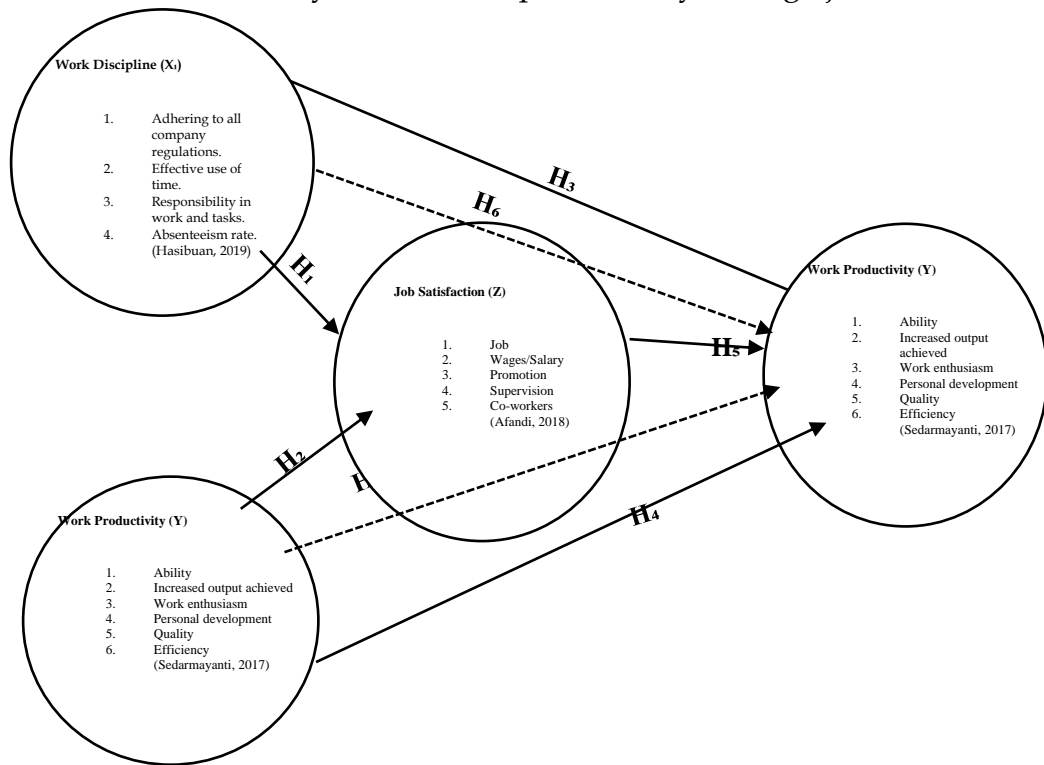 Work Discipline (X₁)
1. Adhering to all
company
regulations.
2. Effective use of
time.
3. Responsibility in
work and tasks.
4. Absenteeism rate.
(Hasibuan, 2019)
H₁
H₃
H₆
Job Satisfaction (Z)
1. Job
2. Wages/Salary
3. Promotion
4. Supervision
5. Co-workers
(Afandi, 2018)
H₅
Work Productivity (Y)
1. Ability
2. Increased output
achieved
3. Work enthusiasm
4. Personal development
5. Quality
6. Efficiency
(Sedarmayanti, 2017)
H₂
H
H₄
Work Productivity (Y)
1. Ability
2. Increased output achieved
3. Work enthusiasm
4. Personal development
5. Quality
6. Efficiency
(Sedarmayanti, 2017)